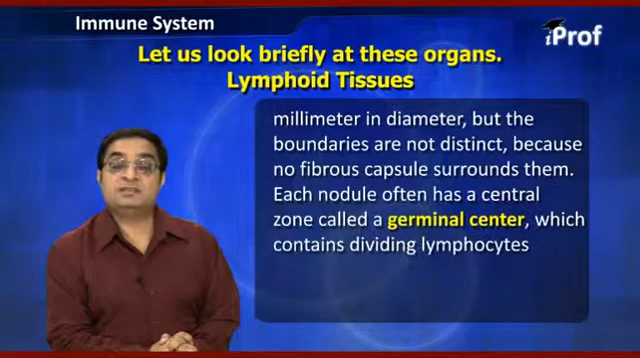 Immune System
iProf
Let us look briefly at these organs.
Lymphoid Tissues
millimeter in diameter, but the
boundaries are not distinct, because
no fibrous capsule surrounds them.
Each nodule often has a central
zone called a germinal center, which
contains dividing lymphocytes